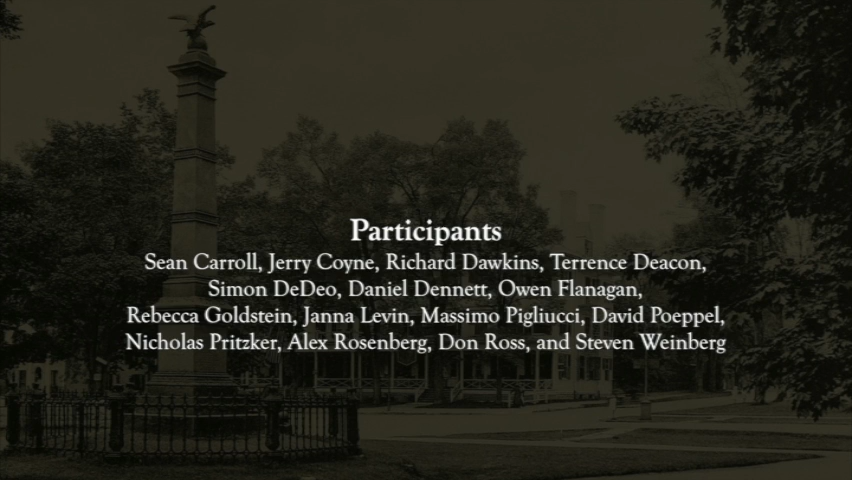 Participants
Sean Carroll, Jerry Coyne, Richard Dawkins, Terrence Deacon,
Simon DeDeo, Daniel Dennett, Owen Flanagan,
Rebecca Goldstein, Janna Levin, Massimo Pigliucci, David Poeppel,
Nicholas Pritzker, Alex Rosenberg, Don Ross, and Steven Weinberg